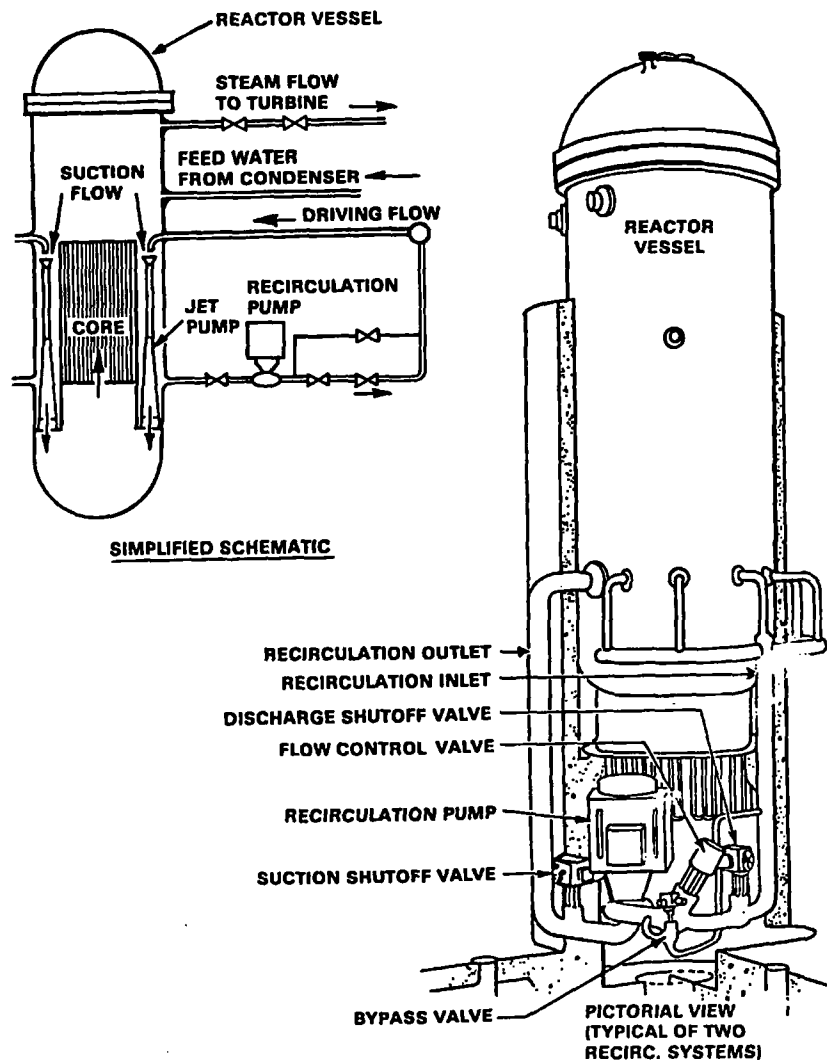 REACTOR VESSEL
STEAM FLOW
TO TURBINE
SUCTION
FLOW
FEED WATER
FROM CONDENSER
DRIVING FLOW
RECIRCULATION
PUMP
JET
PUMP
CORE
SIMPLIFIED SCHEMATIC
REACTOR
VESSEL
RECIRCULATION OUTLET
RECIRCULATION INLET
DISCHARGE SHUTOFF VALVE
FLOW CONTROL VALVE
RECIRCULATION PUMP
SUCTION SHUTOFF VALVE
BYPASS VALVE
PICTORIAL VIEW
(TYPICAL OF TWO
RECIRC. SYSTEMS)